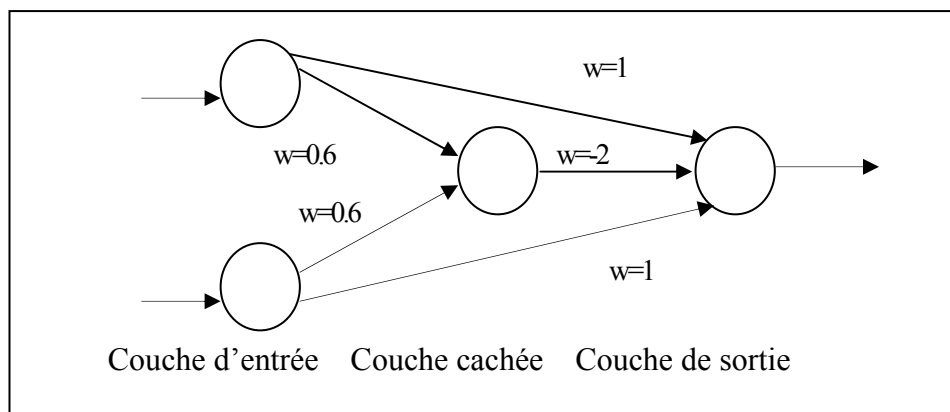 w=1
w=0.6
w=-2
w=0.6
w=1
Couche d’entrée Couche cachée Couche de sortie